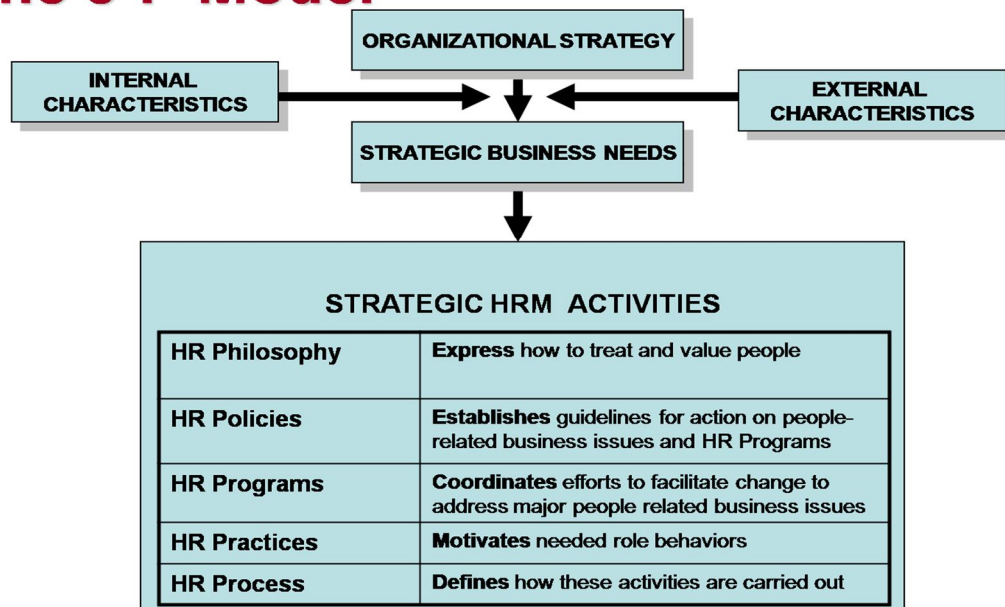 Model
ORGANIZATIONAL STRATEGY
INTERNAL
CHARACTERISTICS
EXTERNAL
CHARACTERISTICS
STRATEGIC BUSINESS NEEDS
STRATEGIC HRM ACTIVITIES
HR Philosophy
Express how to treat and value people
HR Policies
Establishes guidelines for action on people-
related business issues and HR Programs
HR Programs
Coordinates efforts to facilitate change to
address major people related business issues
HR Practices
Motivates needed role behaviors
HR Process
Defines how these activities are carried out